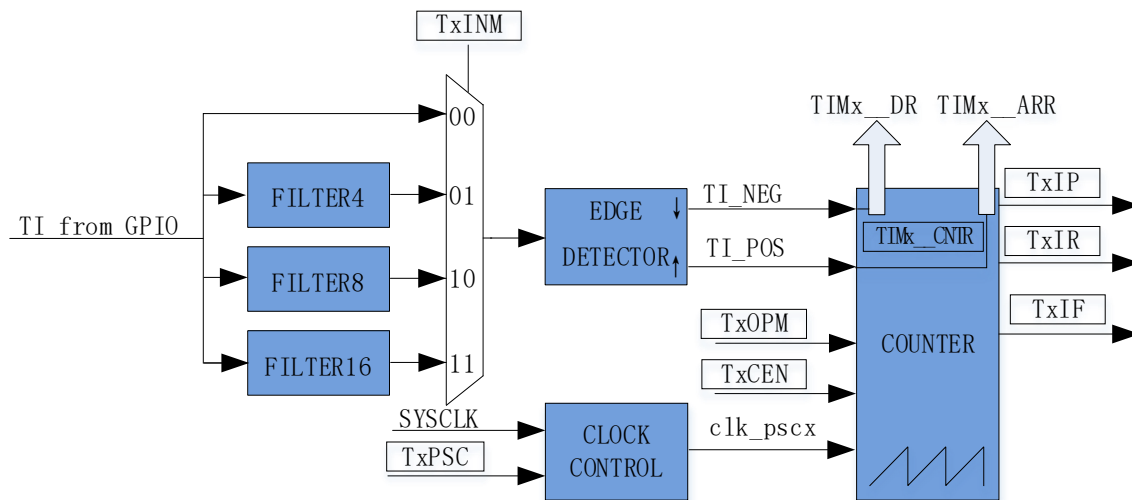 TxINM
TIMx__DR
TIMx__ARR
00
FILTER4
01
TxIP
TI from GPIO
EDGE ↓
TI_NEG
TIMx__CNTR
TxIR
DETECTOR ↑
TI_POS
FILTER8
10
TxIF
TxOPM
COUNTER
FILTER16
11
TxCEN
SYSCLK
CLOCK
clk_pscx
TxPSC
CONTROL